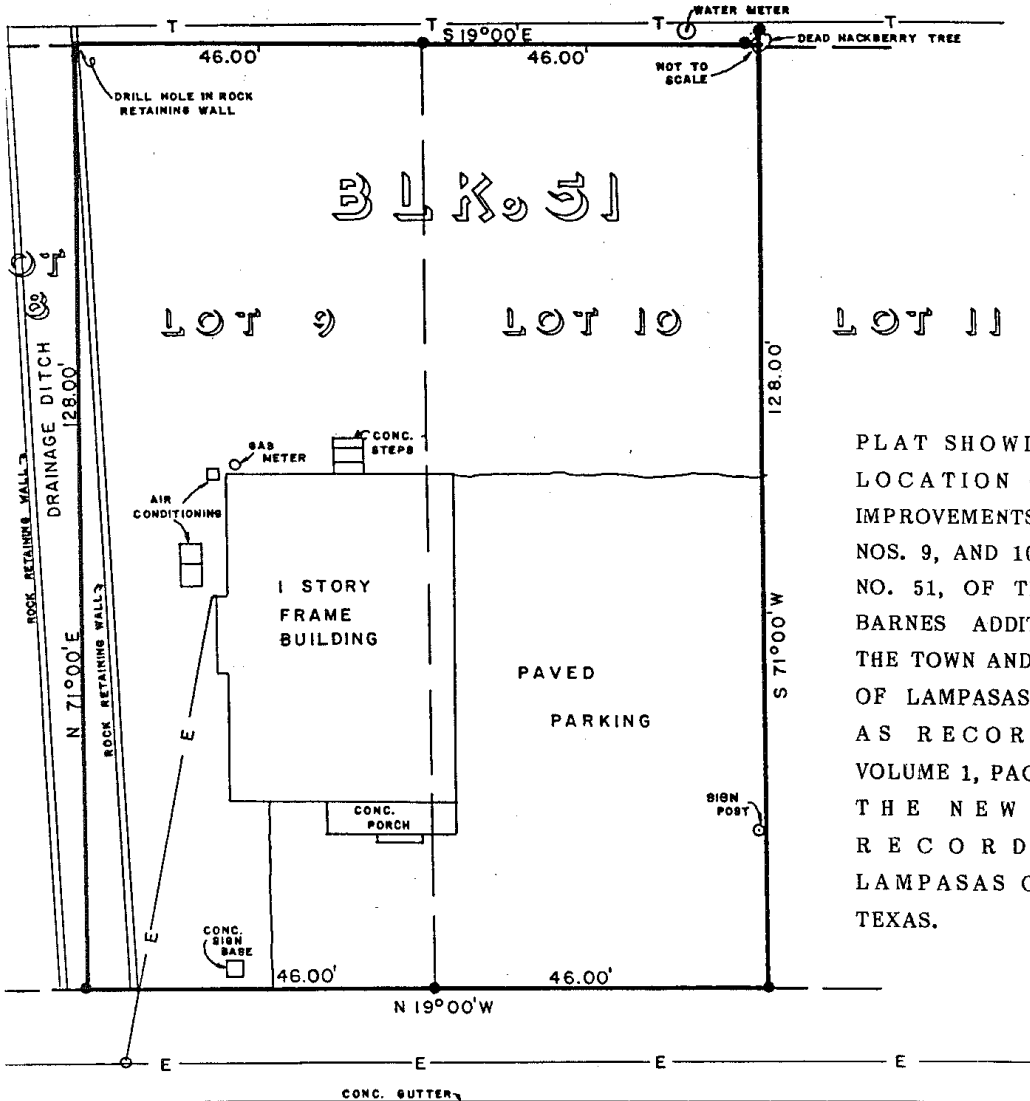 T T T T
WATER METER
S 19°00'E
46.00'
46.00'
DEAD HACKBERRY TREE
NOT TO
SCALE
DRILL HOLE IN ROCK
RETAINING WALL
BLK. 51
OT
&
LOT 9
LOT 10
LOT 11
DRAINAGE DITCH
128.00'
128.00'
CONC.
STEPS
GAS
METER
AIR
CONDITIONING
ROCK RETAINING WALL
ROCK RETAINING WALL
1 STORY
FRAME
BUILDING
N 71°00'E
S 71°00'W
PAVED
PARKING
E
SIGN
POST
CONC.
PORCH
E
CONC.
SIGN
BASE
46.00'
46.00'
N 19°00'W
E E E E
CONC. GUTTER
PLAT SHOWI
LOCATION
IMPROVEMENTS
NOS. 9, AND 10
NO. 51, OF T
BARNES ADDIT
THE TOWN AND
OF LAMPASAS
AS RECOR
VOLUME 1, PAG
THE NEW
RECORD
LAMPASAS C
TEXAS.